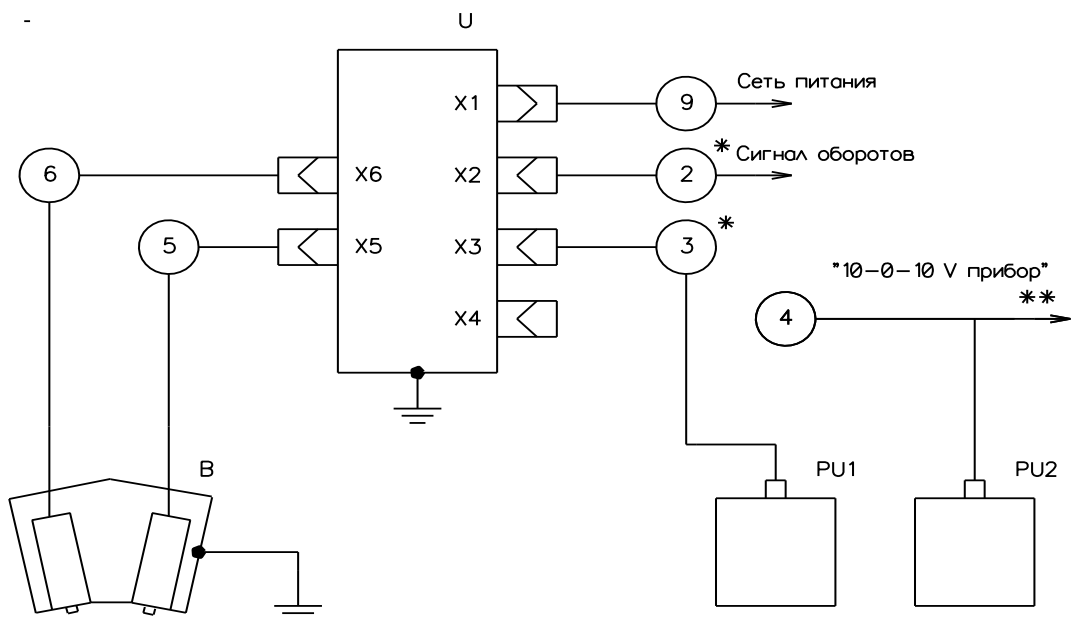 -
U
X1
9
Сеть питания
6
X6
X2
2
* Сигнал оборотов
5
X5
X3
3
*
X4
4
"10-0-10 V прибор"
**
B
PU1
PU2